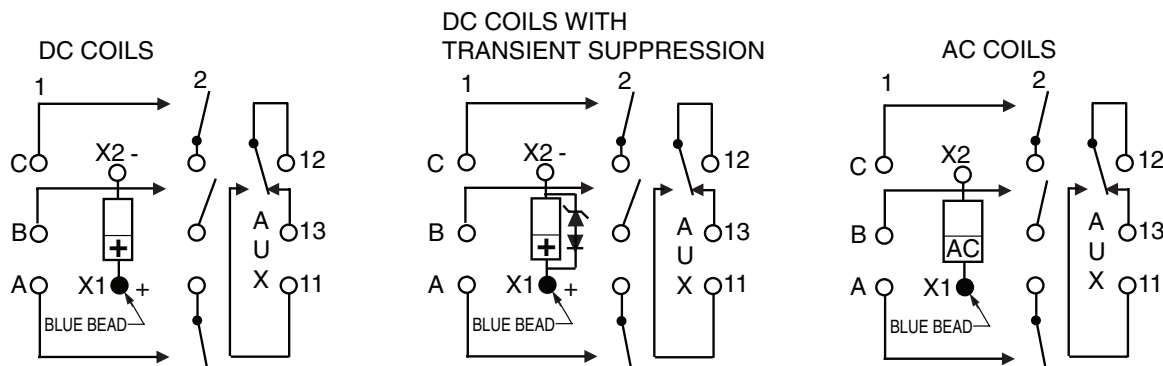 DC COILS
1
2
C
X2 -
12
B
+
A
U
X
13
A
X1
+
11
BLUE BEAD
DC COILS WITH
TRANSIENT SUPPRESSION
1
2
C
X2 -
12
B
+
A
U
X
13
A
X1
+
11
BLUE BEAD
AC COILS
1
2
C
X2
12
B
AC
A
U
X
13
A
X1
11
BLUE BEAD